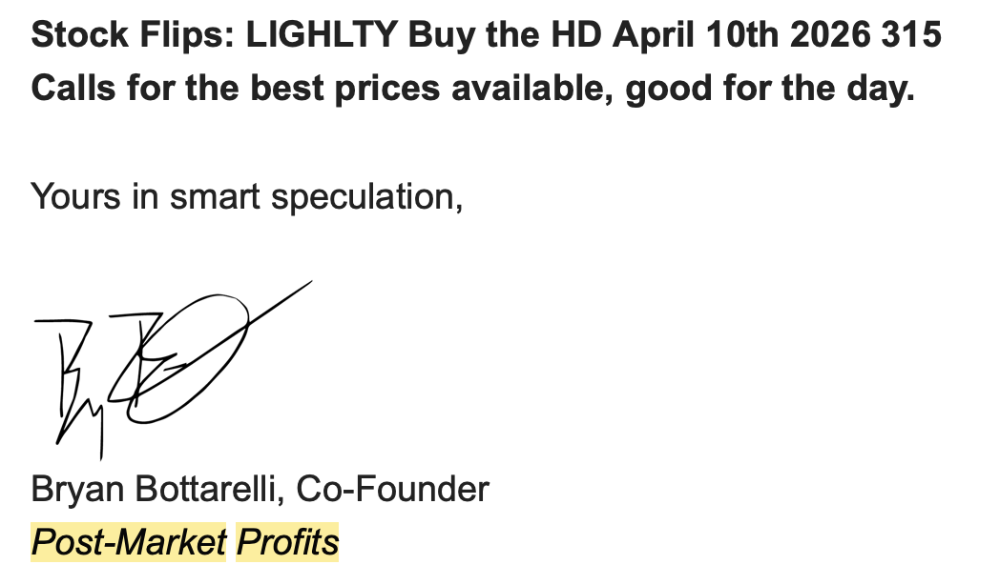 Stock Flips: LIGHLTY Buy the HD April 10th 2026 315
Calls for the best prices available, good for the day.
Yours in smart speculation,
Bryan Bottarelli, Co-Founder
Post-Market Profits